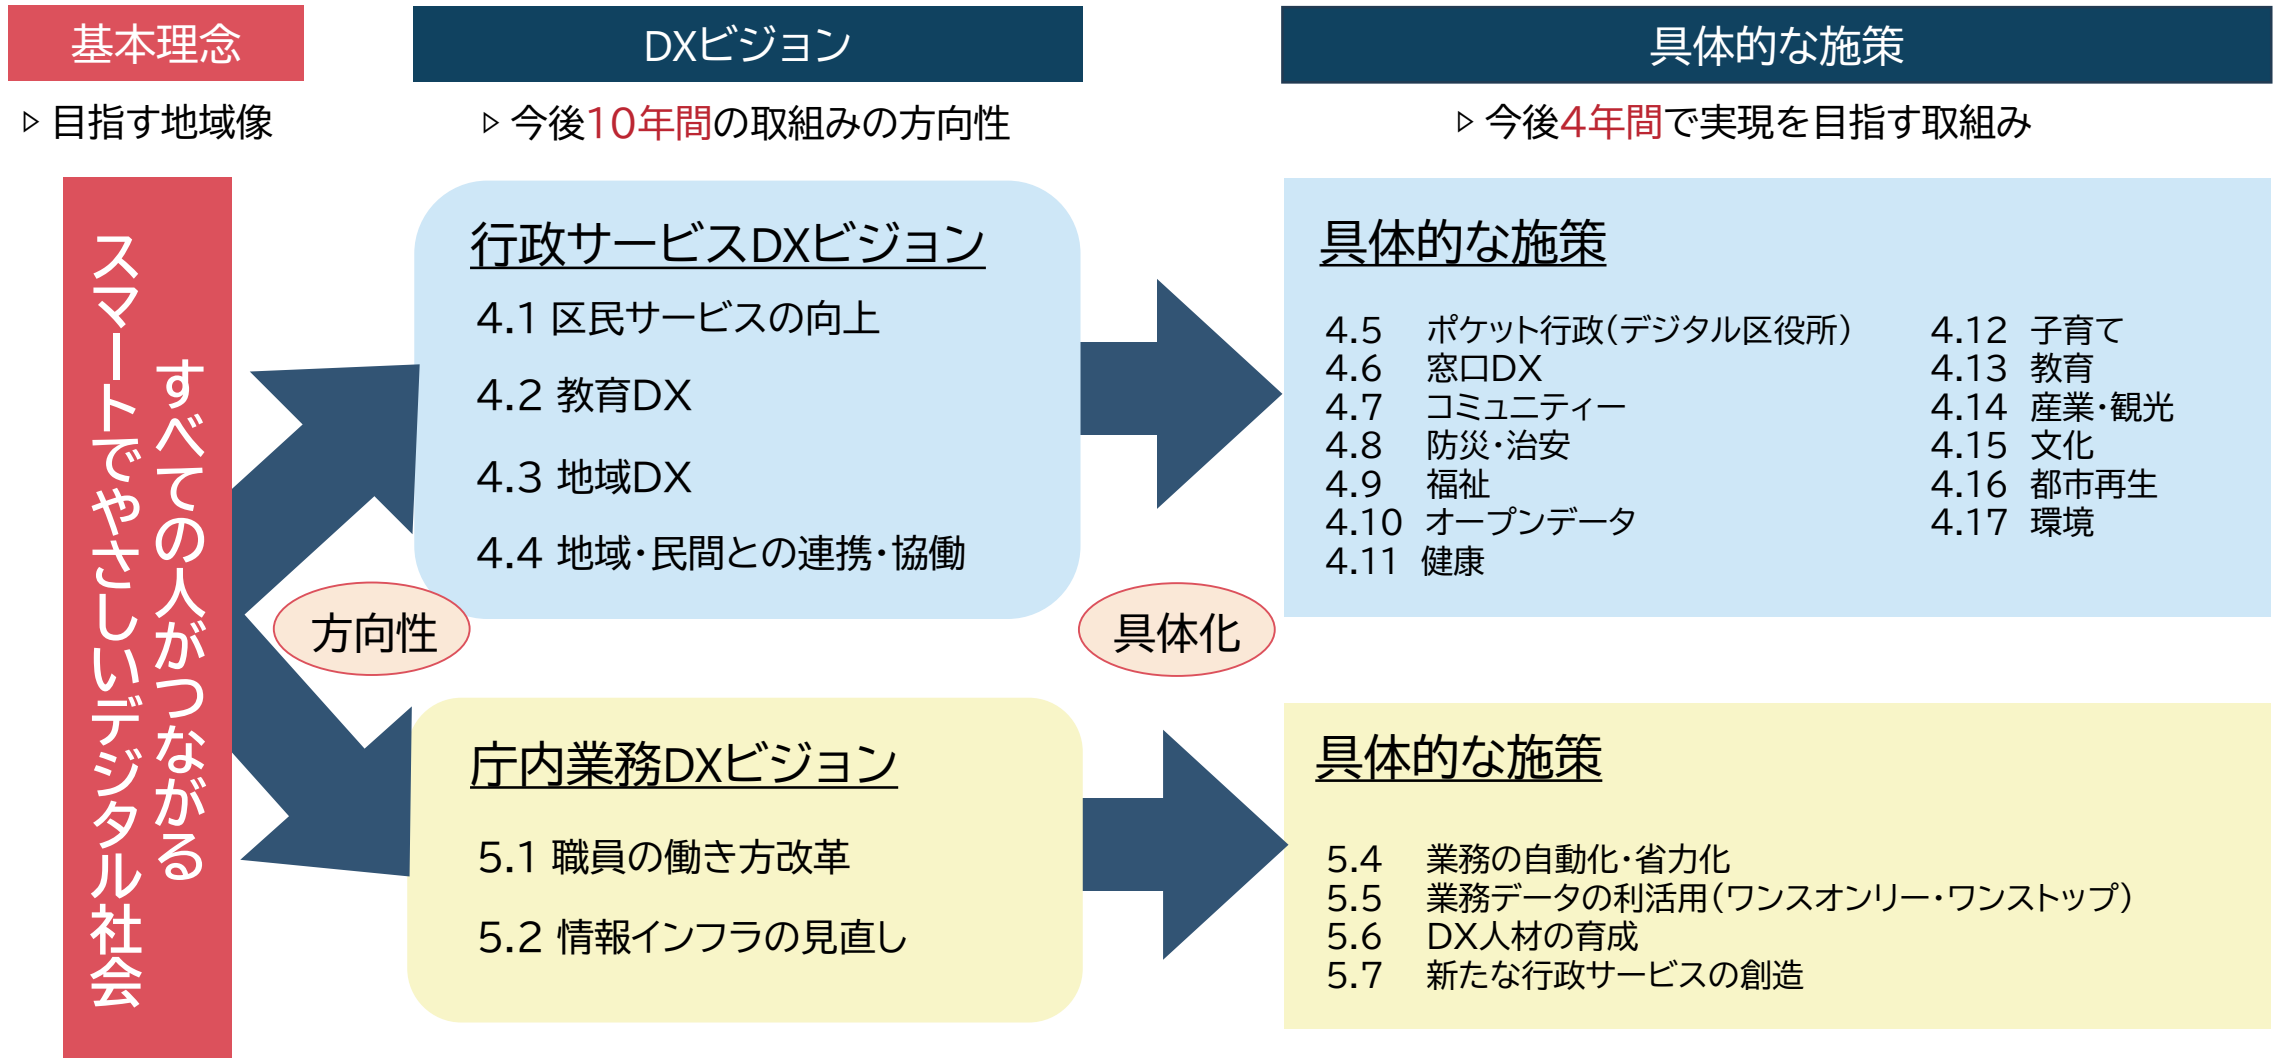 基本理念
▷ 目指す地域像
すべての人がつながる
スマートでやさしいデジタル社会
DXビジョン
▷ 今後10年間の取組みの方向性
行政サービスDXビジョン
4.1 区民サービスの向上
4.2 教育DX
4.3 地域DX
4.4 地域・民間との連携・協働
方向性
庁内業務DXビジョン
5.1 職員の働き方改革
5.2 情報インフラの見直し
具体化
具体的な施策
▷ 今後4年間で実現を目指す取組み
具体的な施策
4.5 ポケット行政(デジタル区役所)
4.6 窓口DX
4.7 コミュニティー
4.8 防災・治安
4.9 福祉
4.10 オープンデータ
4.11 健康
4.12 子育て
4.13 教育
4.14 産業・観光
4.15 文化
4.16 都市再生
4.17 環境
具体的な施策
5.4 業務の自動化・省力化
5.5 業務データの利活用(ワンスオンリー・ワンストップ)
5.6 DX人材の育成
5.7 新たな行政サービスの創造